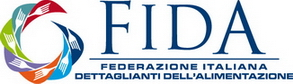 FIDA
FEDERAZIONE ITALIANA
DETTAGLIANTI DELL'ALIMENTAZIONE